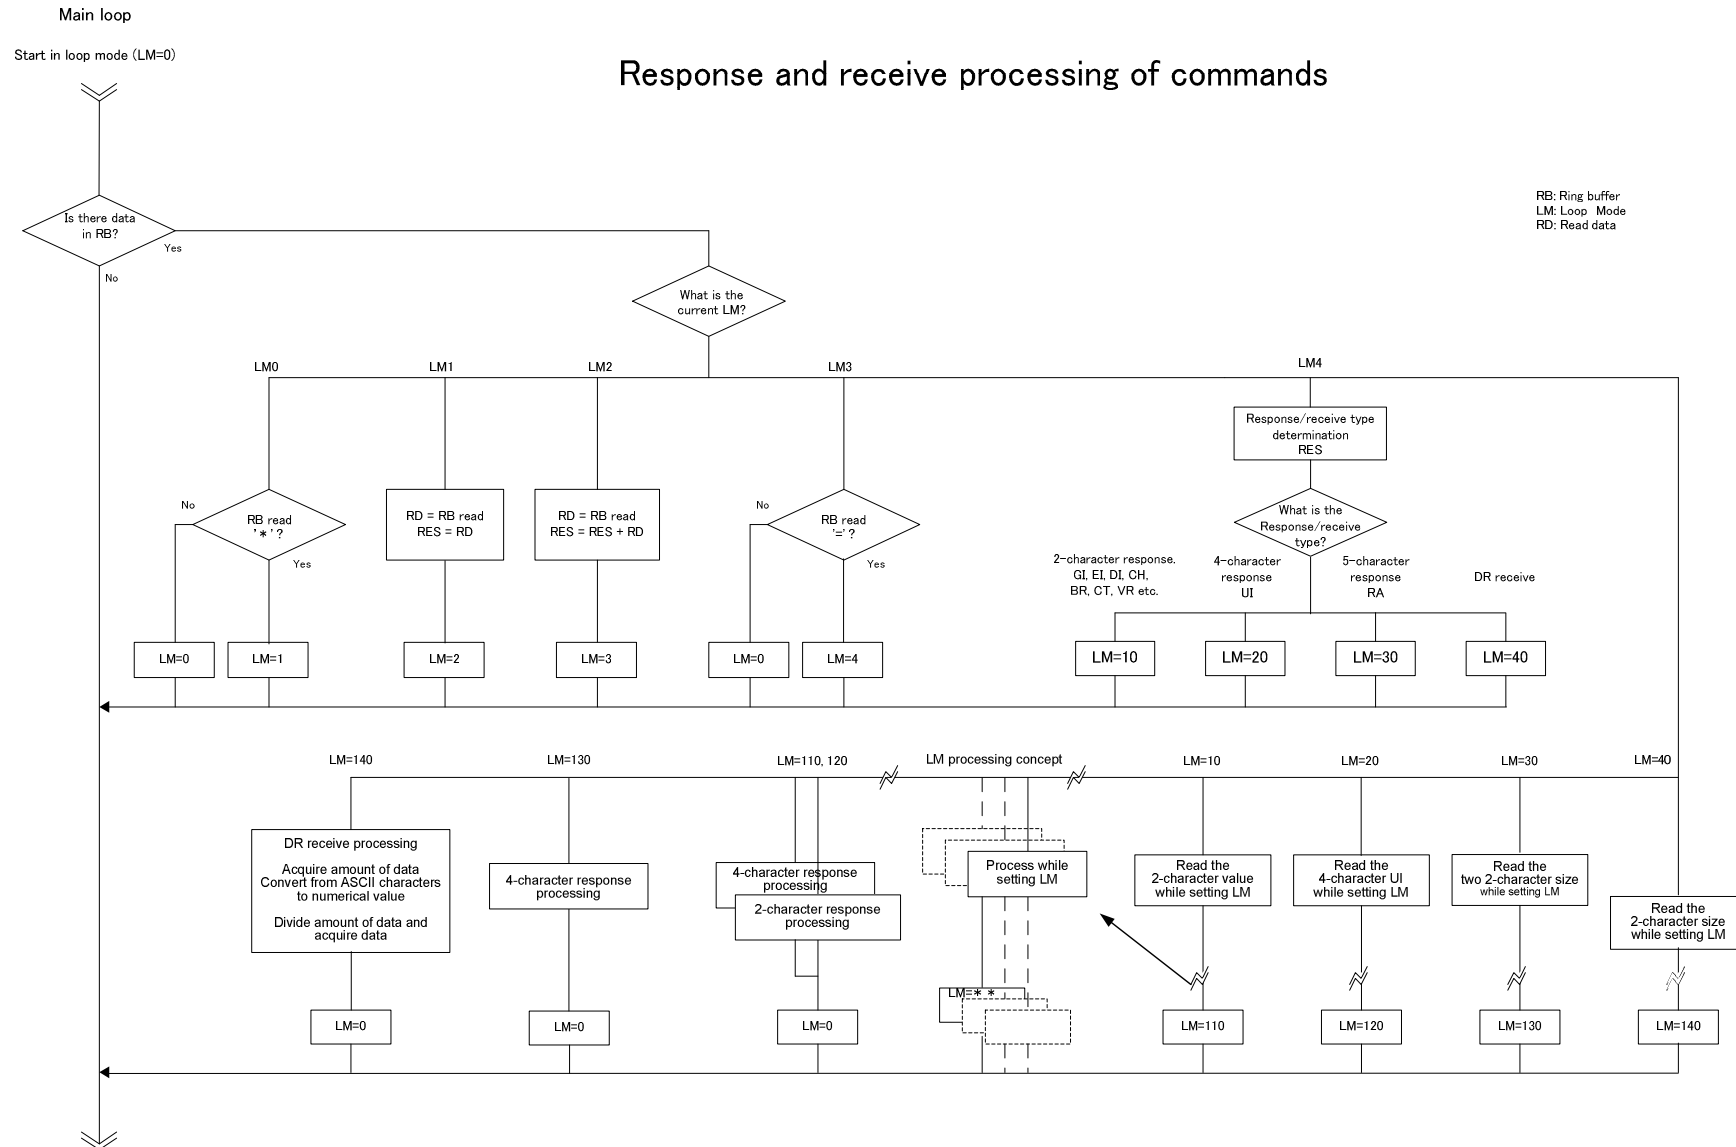 Main loop
Start in loop mode (LM=0)
Response and receive processing of commands
RB: Ring buffer
LM: Loop Mode
RD: Read data
Is there data
in RB?
Yes
No
What is the
current LM?
LM0
LM1
LM2
LM3
LM4
Response/receive type
determination
RES
No
RB read
'*'?
Yes
RD = RB read
RES = RD
RD = RB read
RES = RES + RD
No
RB read
'='?
Yes
What is the
Response/receive
type?
2-character response.
GI, EI, DI, CH,
BR, CT, VR etc.
4-character
response
UI
5-character
response
RA
DR receive
LM=0
LM=1
LM=2
LM=3
LM=0
LM=4
LM=10
LM=20
LM=30
LM=40
LM=140
LM=130
LM=110, 120
LM processing concept
LM=10
LM=20
LM=30
LM=40
DR receive processing
Acquire amount of data
Convert from ASCII characters
to numerical value
Divide amount of data and
acquire data
4-character response
processing
4-character response
processing
2-character response
processing
Process while
setting LM
Read the
2-character value
while setting LM
Read the
4-character UI
while setting LM
Read the
two 2-character size
while setting LM
Read the
2-character size
while setting LM
LM=**
LM=0
LM=0
LM=0
LM=110
LM=120
LM=130
LM=140